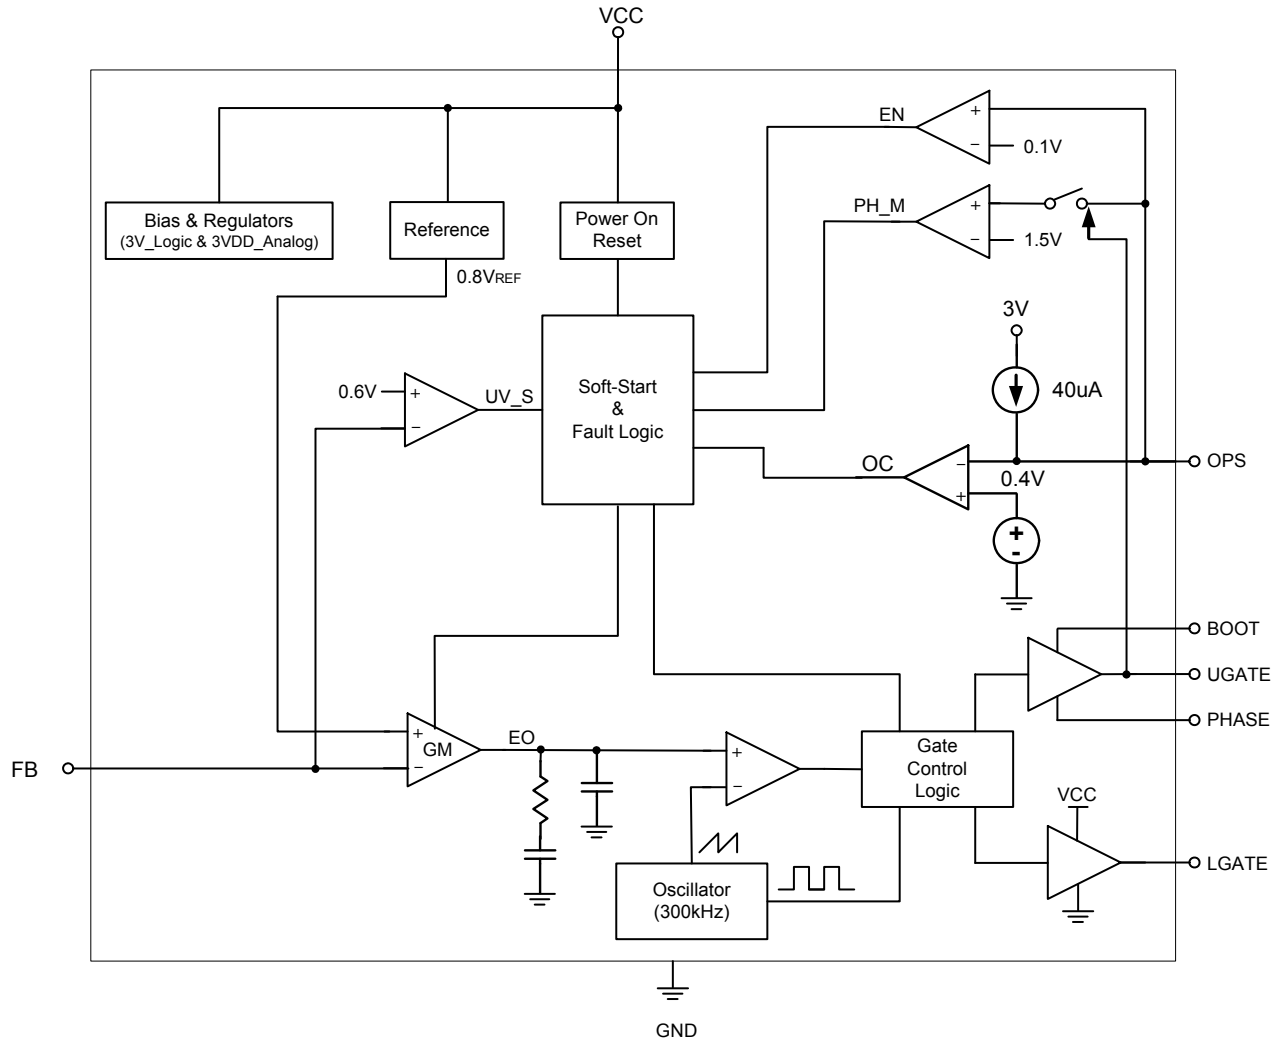 VCC
EN
+
−
0.1V
PH_M
+
−
1.5V
Bias & Regulators
(3V_Logic & 3VDD_Analog)
Reference
Power On
Reset
0.8VREF
3V
40uA
0.6V
+
−
UV_S
Soft-Start
&
Fault Logic
OC
−
+
0.4V
OPS
+
-
BOOT
UGATE
PHASE
FB
+
−
GM
EO
+
−
Gate
Control
Logic
VCC
LGATE
Oscillator
(300kHz)
GND